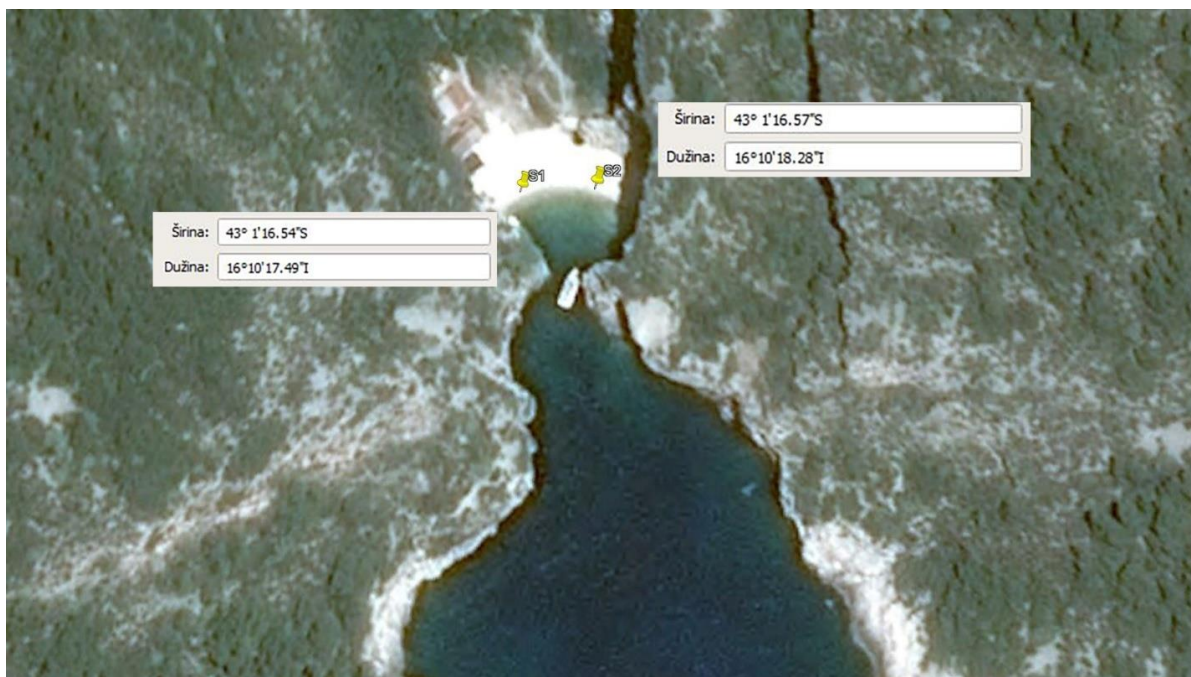 Širina: 43° 1'16.57"S
Dužina: 16°10'18.28"I
S1
S2
Širina: 43° 1'16.54"S
Dužina: 16°10'17.49"I